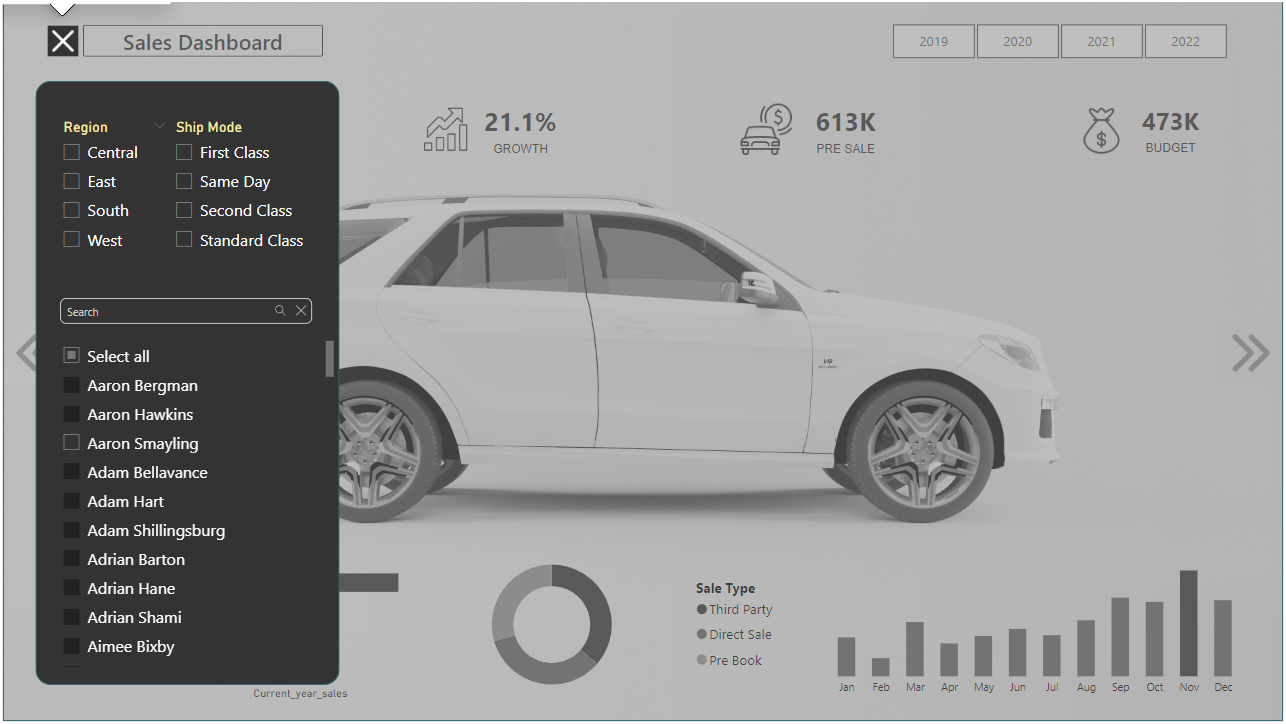 Sales Dashboard
2019
2020
2021
2022
Region
Ship Mode
Central
First Class
East
Same Day
South
Second Class
West
Standard Class
21.1%
GROWTH
613K
PRE SALE
473K
BUDGET
Search
Select all
Aaron Bergman
Aaron Hawkins
Aaron Smayling
Adam Bellavance
Adam Hart
Adam Shillingsburg
Adrian Barton
Adrian Hane
Adrian Shami
Aimee Bixby
V8
Sale Type
Third Party
Direct Sale
Pre Book
Jan Feb Mar Apr May Jun Jul Aug Sep Oct Nov Dec
Current_year_sales